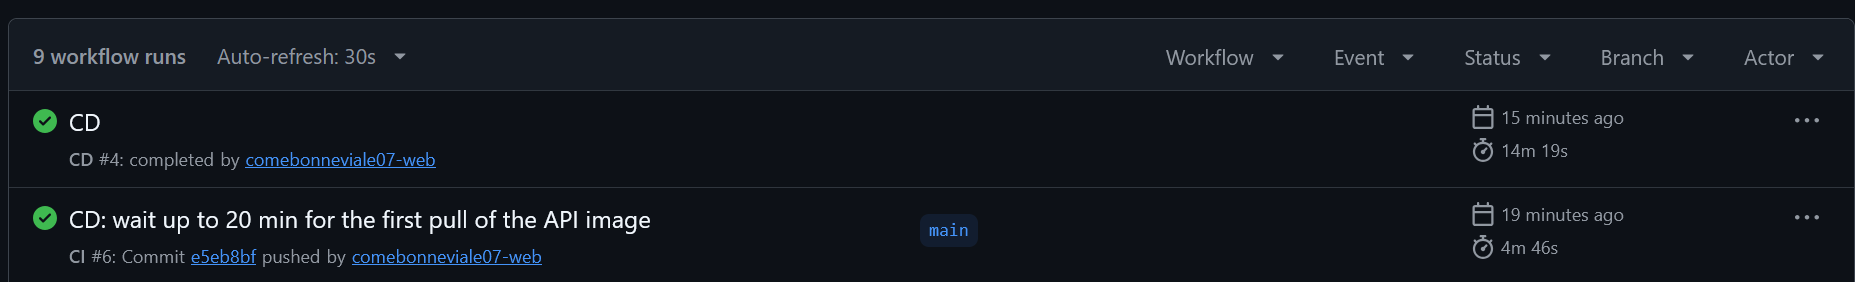 9 workflow runs Auto-refresh: 30s Workflow Event Status Branch Actor
CD 15 minutes ago
CD #4: completed by comebonneviale07-web 14m 19s
CD: wait up to 20 min for the first pull of the API image main 19 minutes ago
CI #6: Commit e5eb8bf pushed by comebonneviale07-web 4m 46s